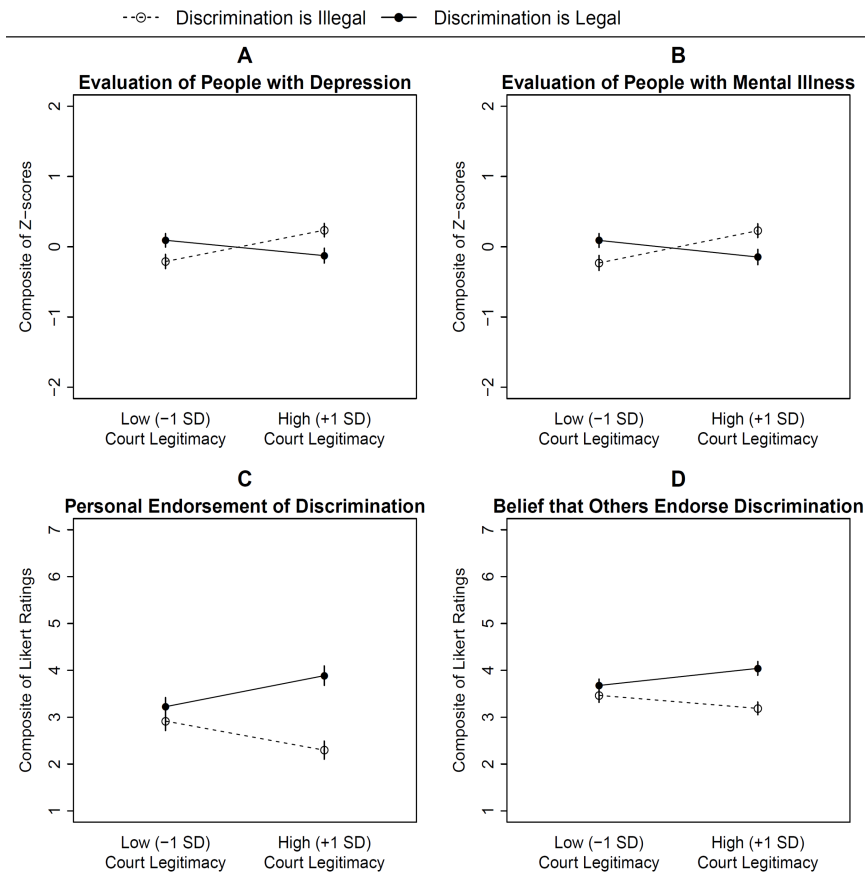 Discrimination is Illegal Discrimination is Legal
A
Evaluation of People with Depression
Composite of Z−scores
2
1
0
−1
−2
Low (−1 SD) High (+1 SD)
Court Legitimacy Court Legitimacy
B
Evaluation of People with Mental Illness
Composite of Z−scores
2
1
0
−1
−2
Low (−1 SD) High (+1 SD)
Court Legitimacy Court Legitimacy
C
Personal Endorsement of Discrimination
Composite of Likert Ratings
7
6
5
4
3
2
1
Low (−1 SD) High (+1 SD)
Court Legitimacy Court Legitimacy
D
Belief that Others Endorse Discrimination
Composite of Likert Ratings
7
6
5
4
3
2
1
Low (−1 SD) High (+1 SD)
Court Legitimacy Court Legitimacy